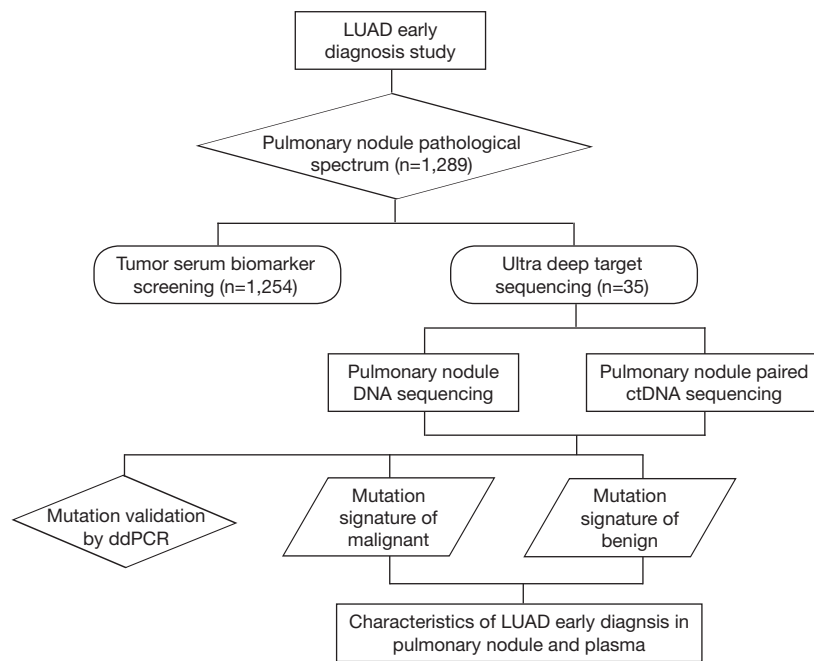 LUAD early
diagnosis study
Pulmonary nodule pathological
spectrum (n=1,289)
Tumor serum biomarker
screening (n=1,254)
Ultra deep target
sequencing (n=35)
Pulmonary nodule
DNA sequencing
Pulmonary nodule paired
ctDNA sequencing
Mutation validation
by ddPCR
Mutation
signature of
malignant
Mutation
signature of
benign
Characteristics of LUAD early diagnsis in
pulmonary nodule and plasma